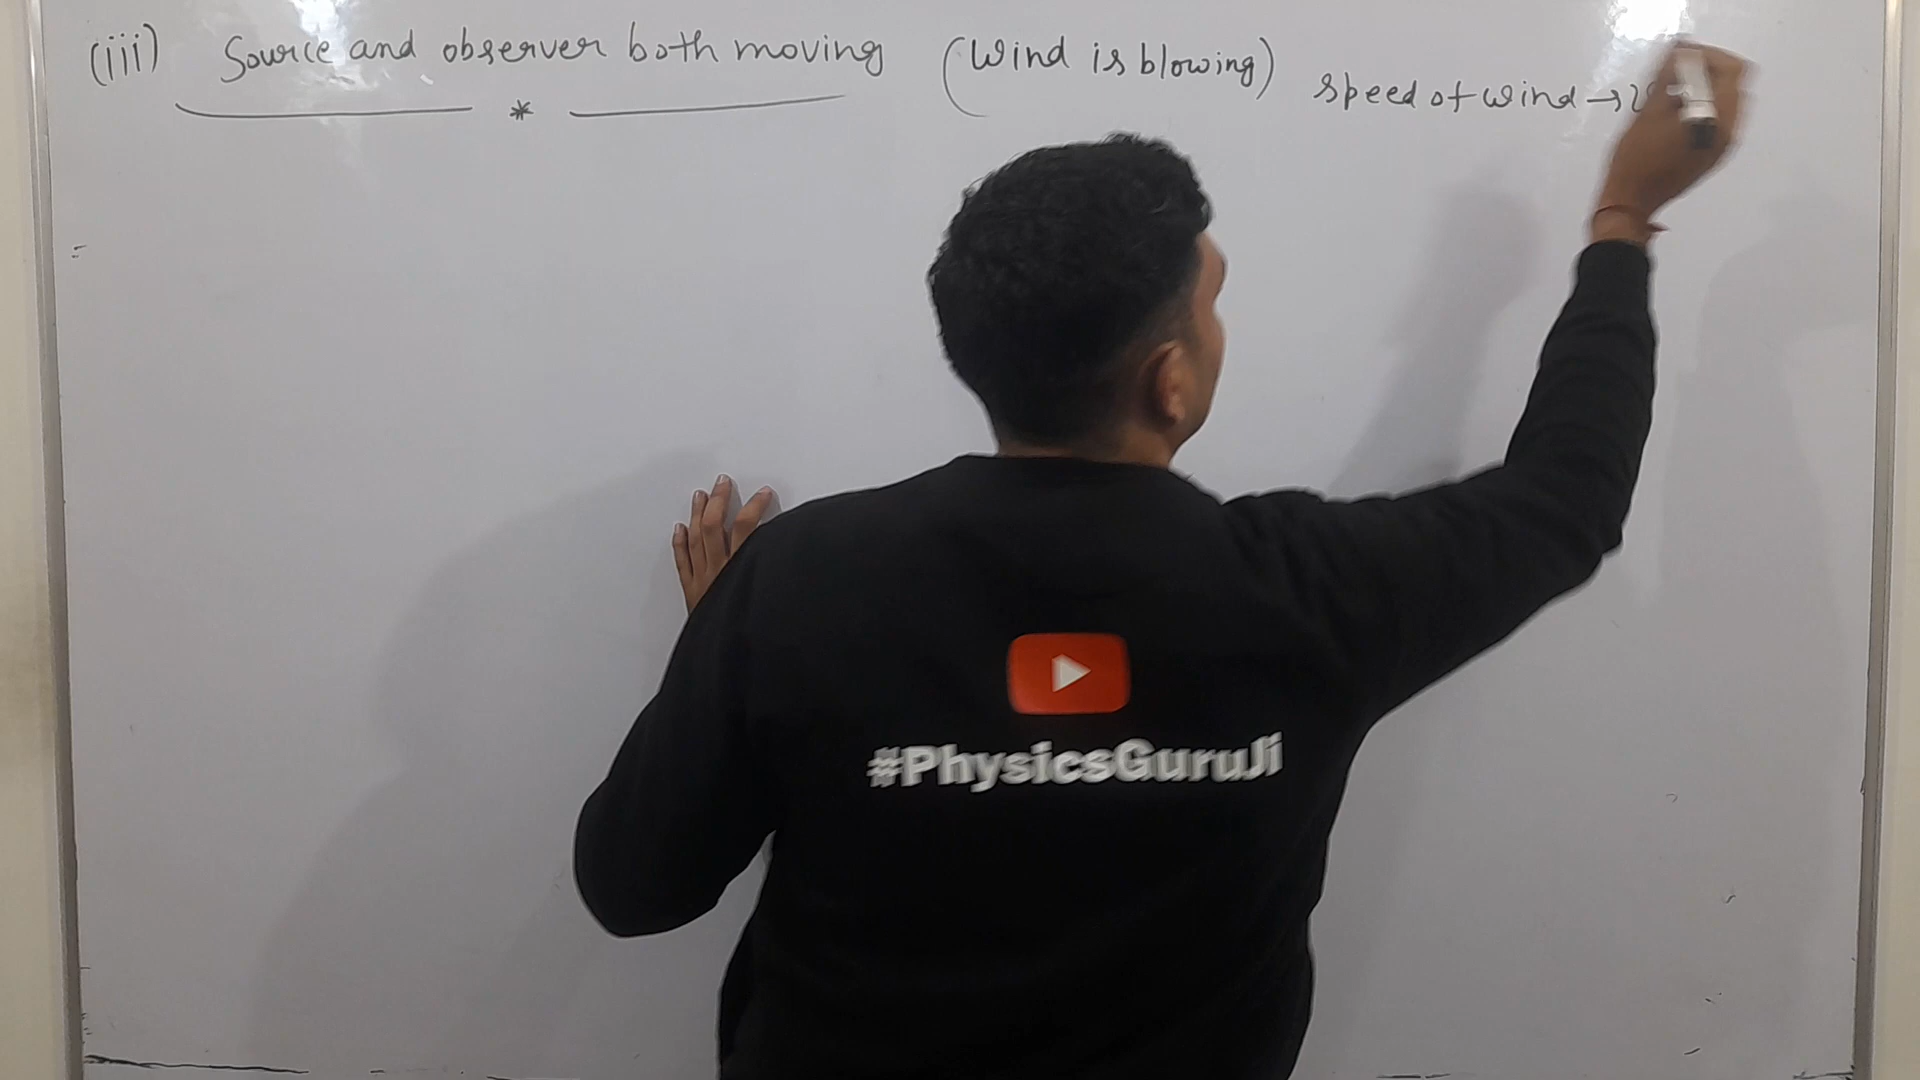 (iii) Source and observer both moving (Wind is blowing)
speed of wind →
*
#PhysicsGuruJi